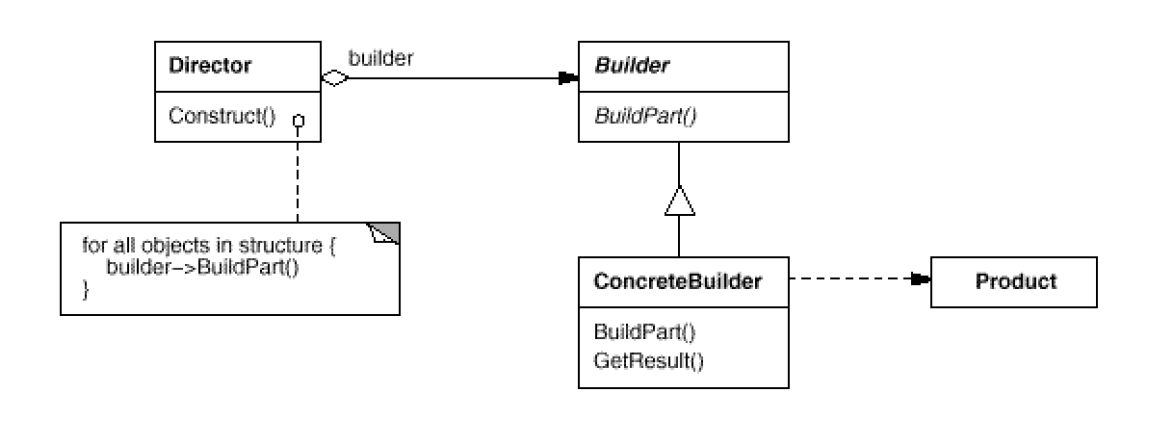 Director
builder
Builder
Construct()
BuildPart()
for all objects in structure {
builder->BuildPart()
}
ConcreteBuilder
Product
BuildPart()
GetResult()